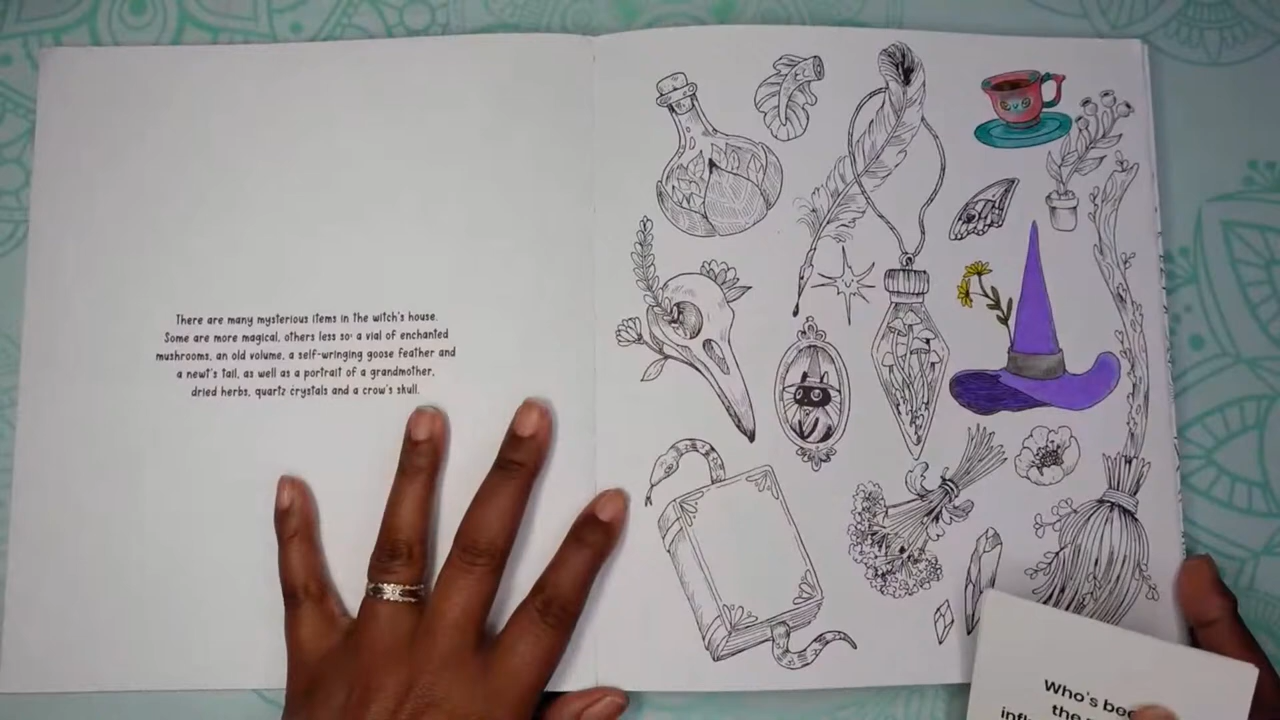 There are many mysterious items in the witch's house.
Some are more magical, others less so: a vial of enchanted
mushrooms, an old volume, a self-wringing goose feather and
a newt's tail, as well as a portrait of a grandmother,
dried herbs, quartz crystals and a crow's skull.
Who's
the